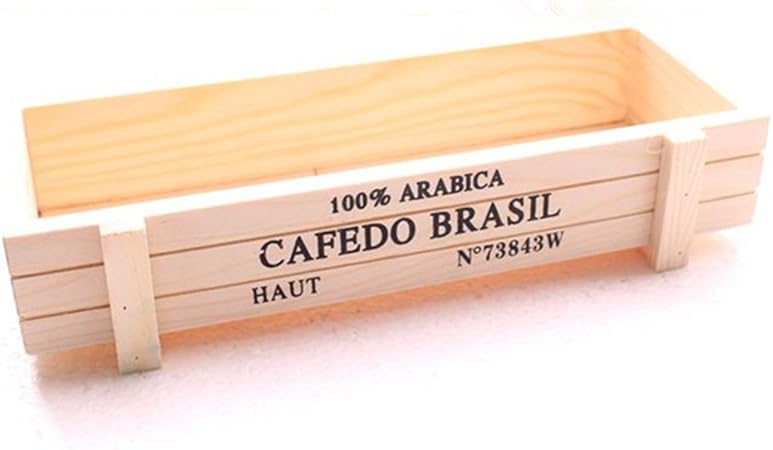 100% ARABICA
CAFEDO BRASIL
HAUT N°73843W